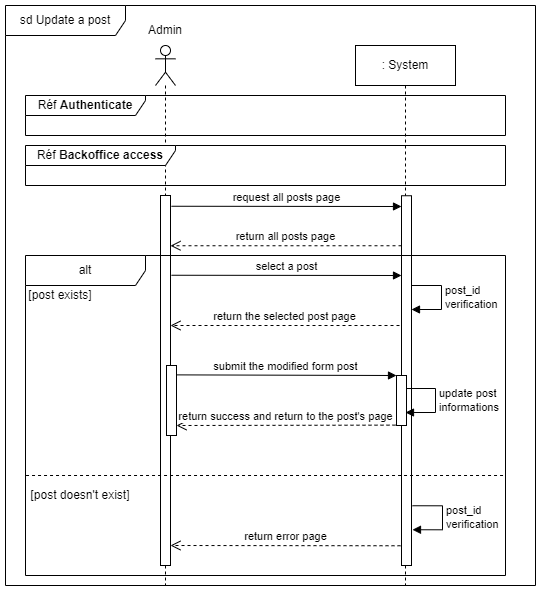 sd Update a post
Admin
: System
Réf Authenticate
Réf Backoffice access
request all posts page
return all posts page
alt
select a post
[post exists]
post_id
verification
return the selected post page
submit the modified form post
update post
informations
return success and return to the post's page
[post doesn't exist]
post_id
verification
return error page